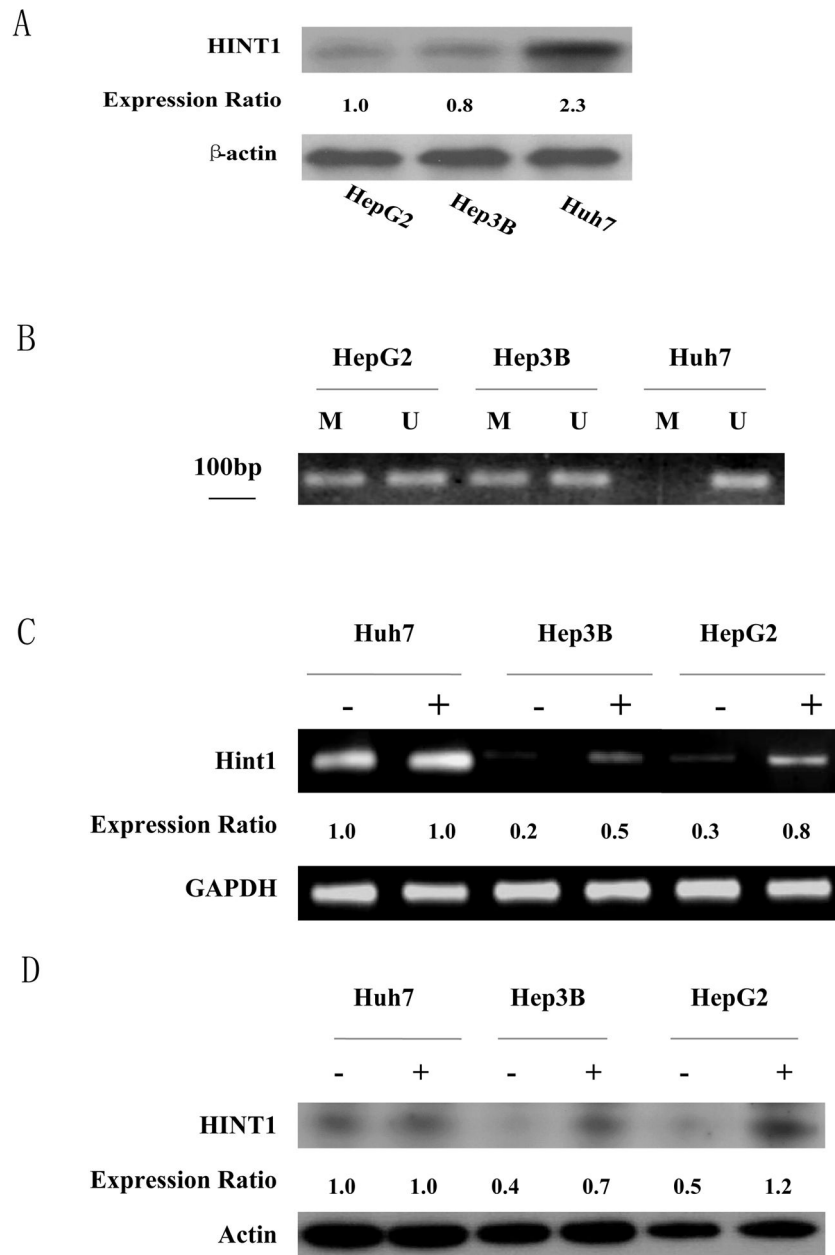 A
HINT1
Expression Ratio 1.0 0.8 2.3
β-actin
HepG2 Hep3B Huh7
B
HepG2 Hep3B Huh7
M U M U M U
100bp
C
Huh7 Hep3B HepG2
- + - + - +
Hint1
Expression Ratio 1.0 1.0 0.2 0.5 0.3 0.8
GAPDH
D
Huh7 Hep3B HepG2
- + - + - +
HINT1
Expression Ratio 1.0 1.0 0.4 0.7 0.5 1.2
Actin